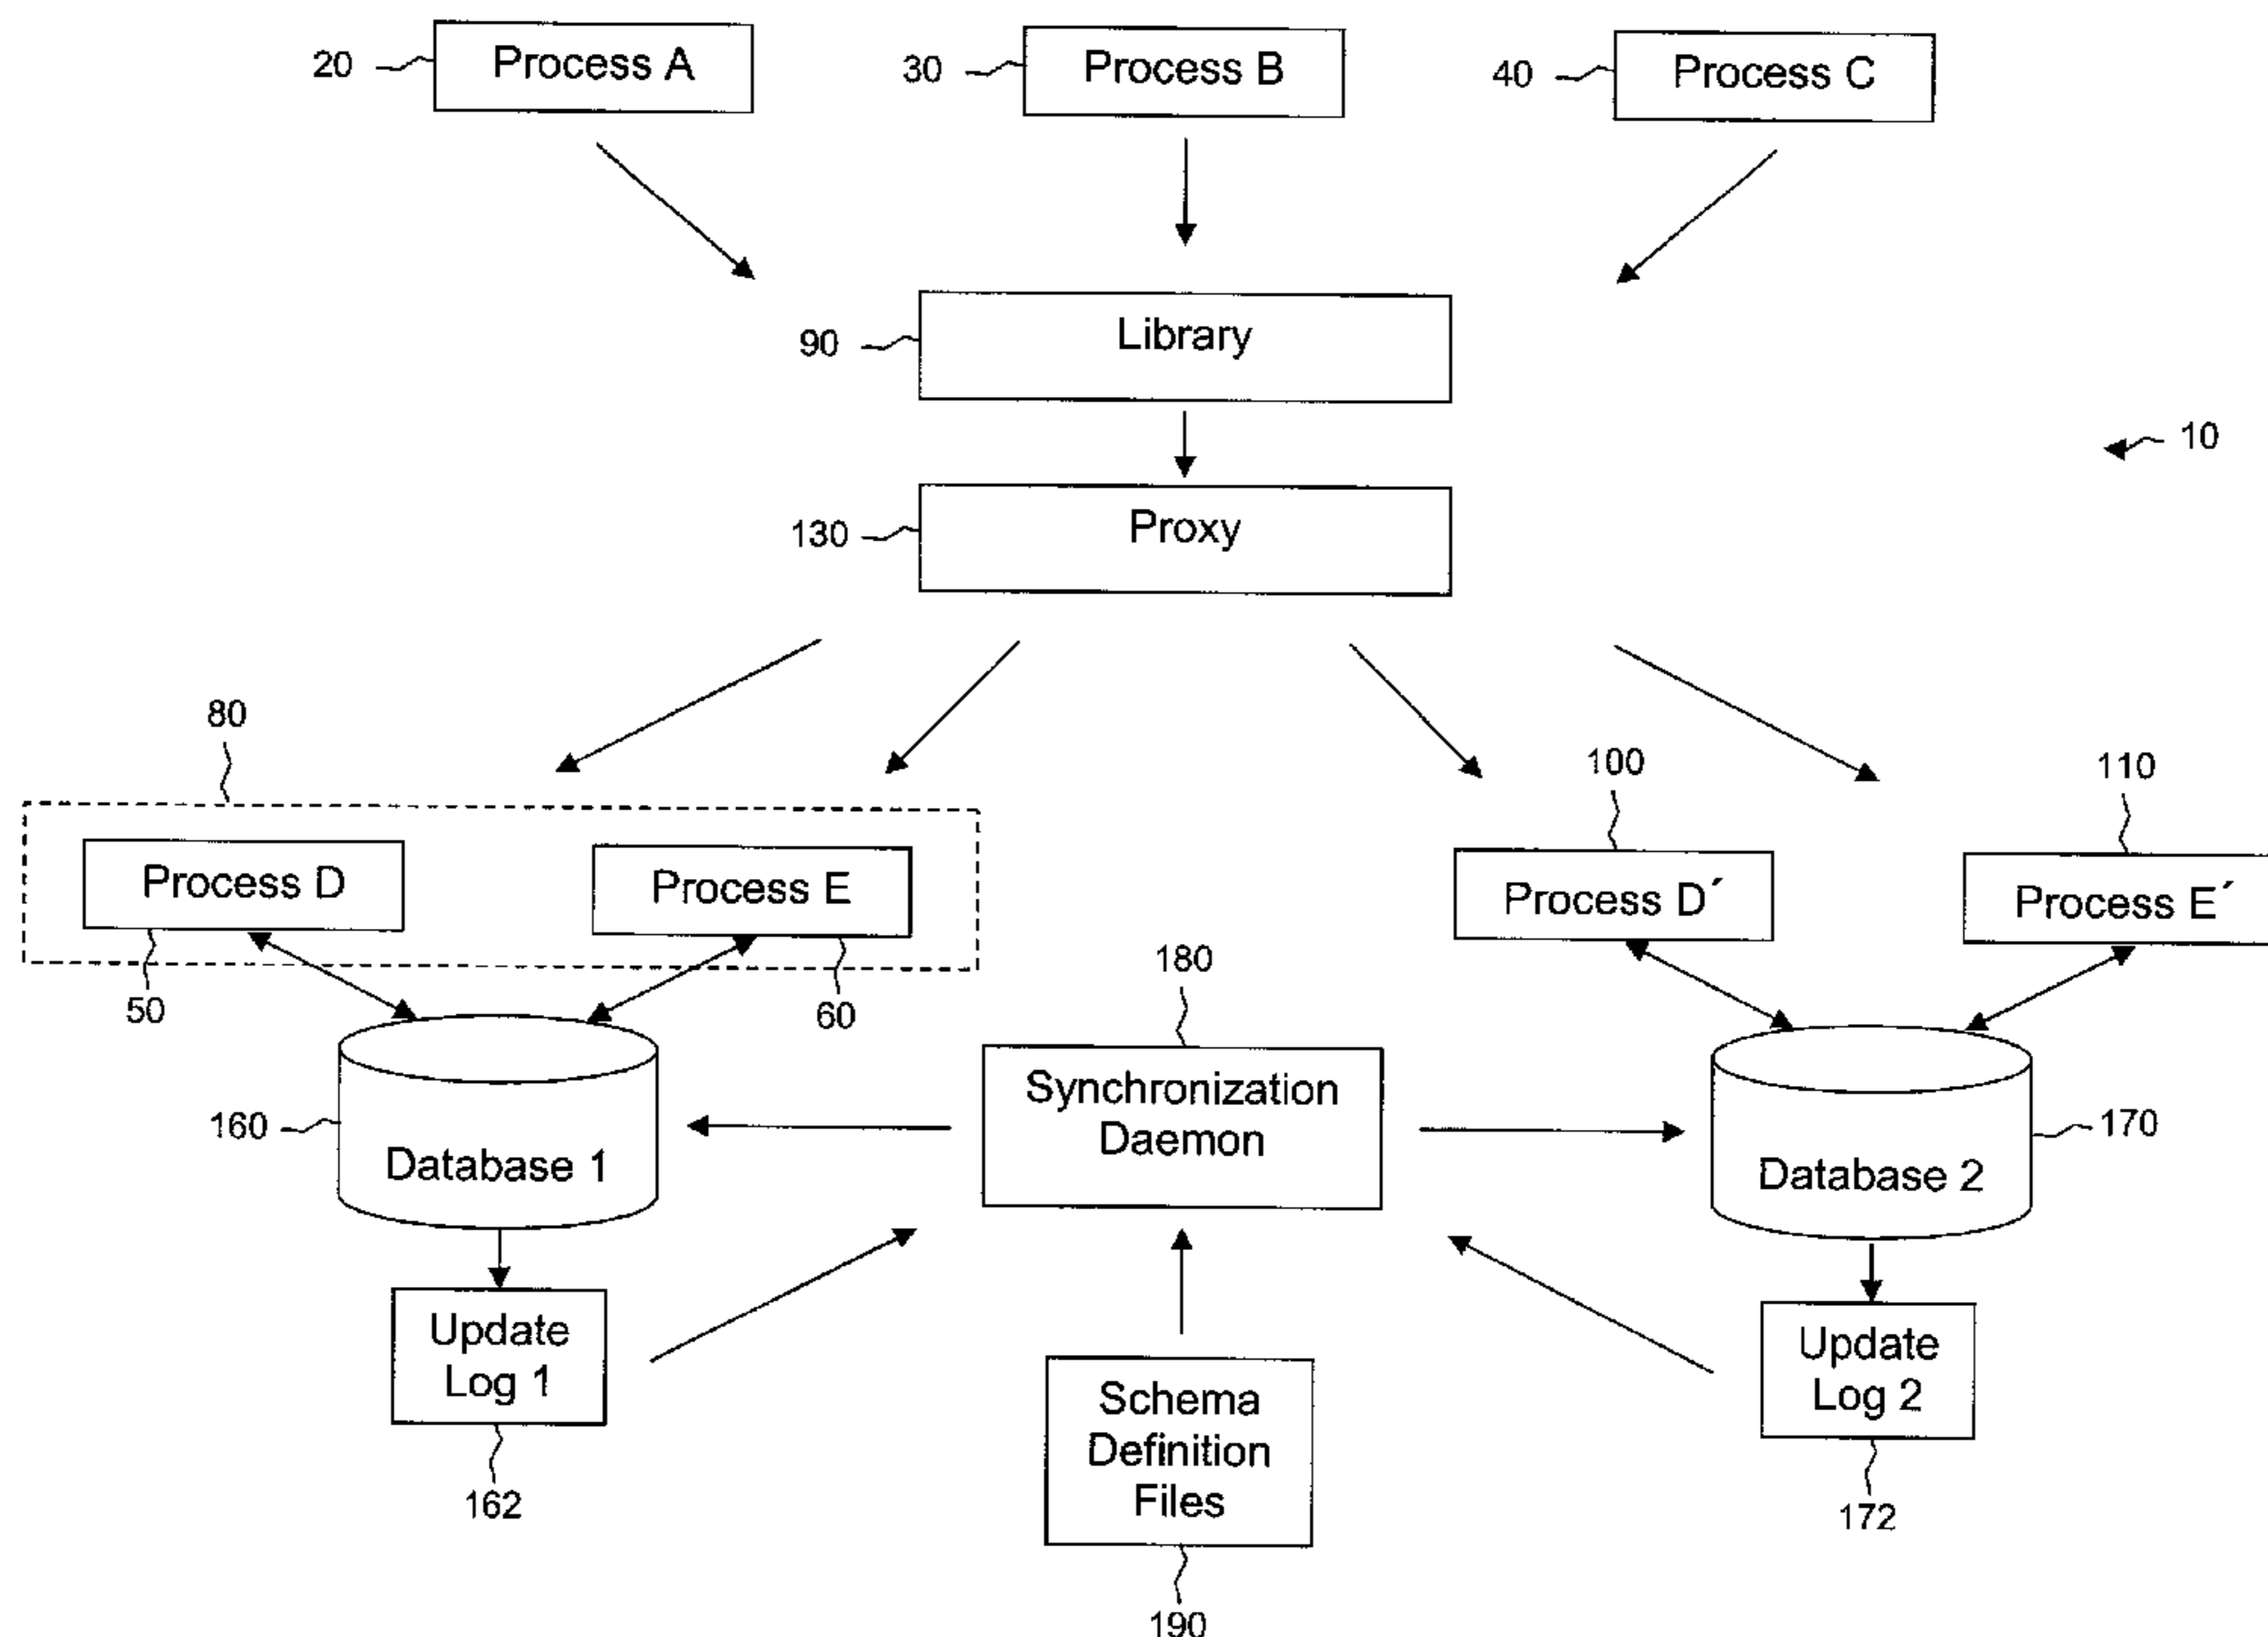 20
Process A
30
Process B
40
Process C
90
Library
10
130
Proxy
80
100
110
Process D
Process E
Process D´
Process E´
50
60
180
160
Database 1
Synchronization
Daemon
Database 2
170
Update
Log 1
Update
Log 2
Schema
Definition
Files
162
172
190